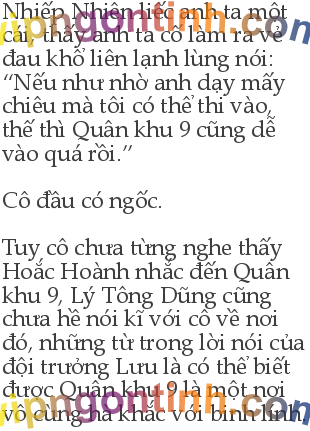 Nhiếp Nhiên liếc anh ta một
cái, thấy anh ta cố làm ra vẻ
đau khổ liên lạnh lùng nói:
“Nếu như nhờ anh dạy mấy
chiêu mà tôi có thể thi vào,
thế thì Quân khu 9 cũng dễ
vào quá rồi.”
Cô đầu có ngốc.
Tuy cô chưa từng nghe thấy
Hoắc Hoành nhắc đến Quân
khu 9, Lý Tông Dũng cũng
chưa hề nói kĩ với cô về nơi
đó, những từ trong lời nói của
đội trưởng Lưu là có thể biết
được Quân khu 9 là một nơi
vô cùng hà khắc với binh lính.
vipngontinh.com